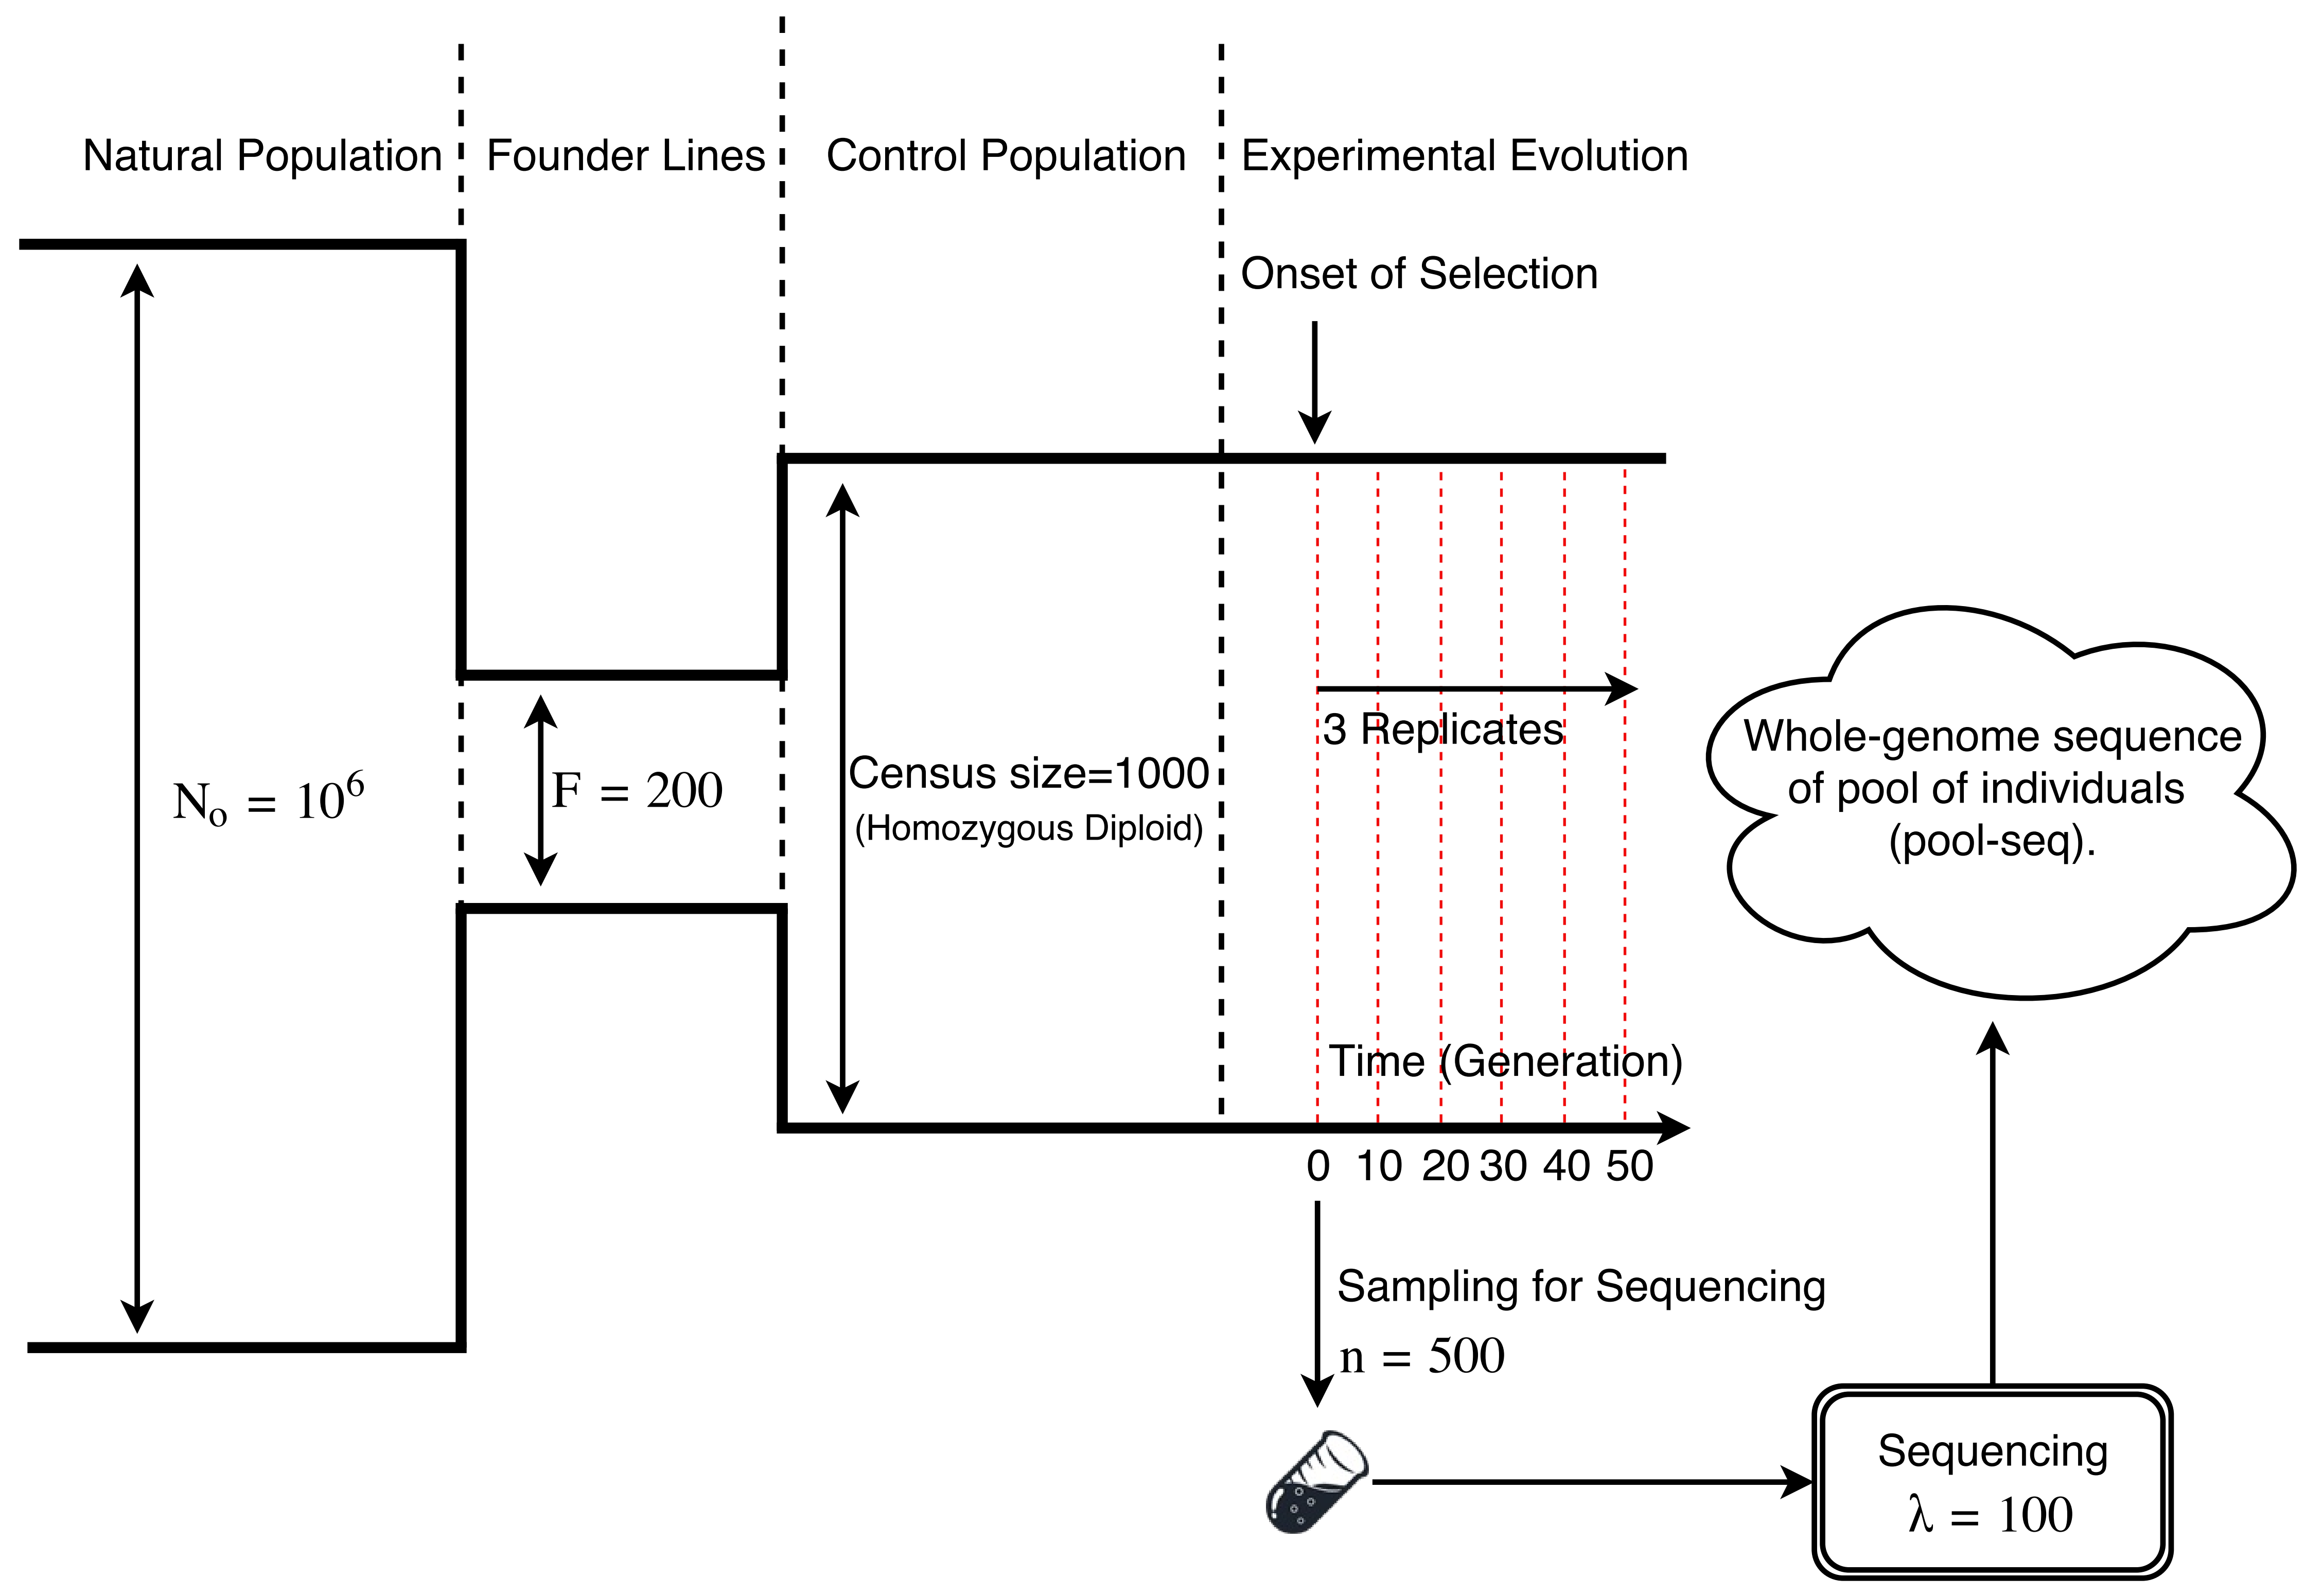 Natural Population
Founder Lines
Control Population
Experimental Evolution
Onset of Selection
N₀ = 10⁶
F = 200
Census size=1000
(Homozygous Diploid)
3 Replicates
Time (Generation)
0 10 20 30 40 50
Whole-genome sequence
of pool of individuals
(pool-seq).
Sampling for Sequencing
n = 500
Sequencing
λ = 100